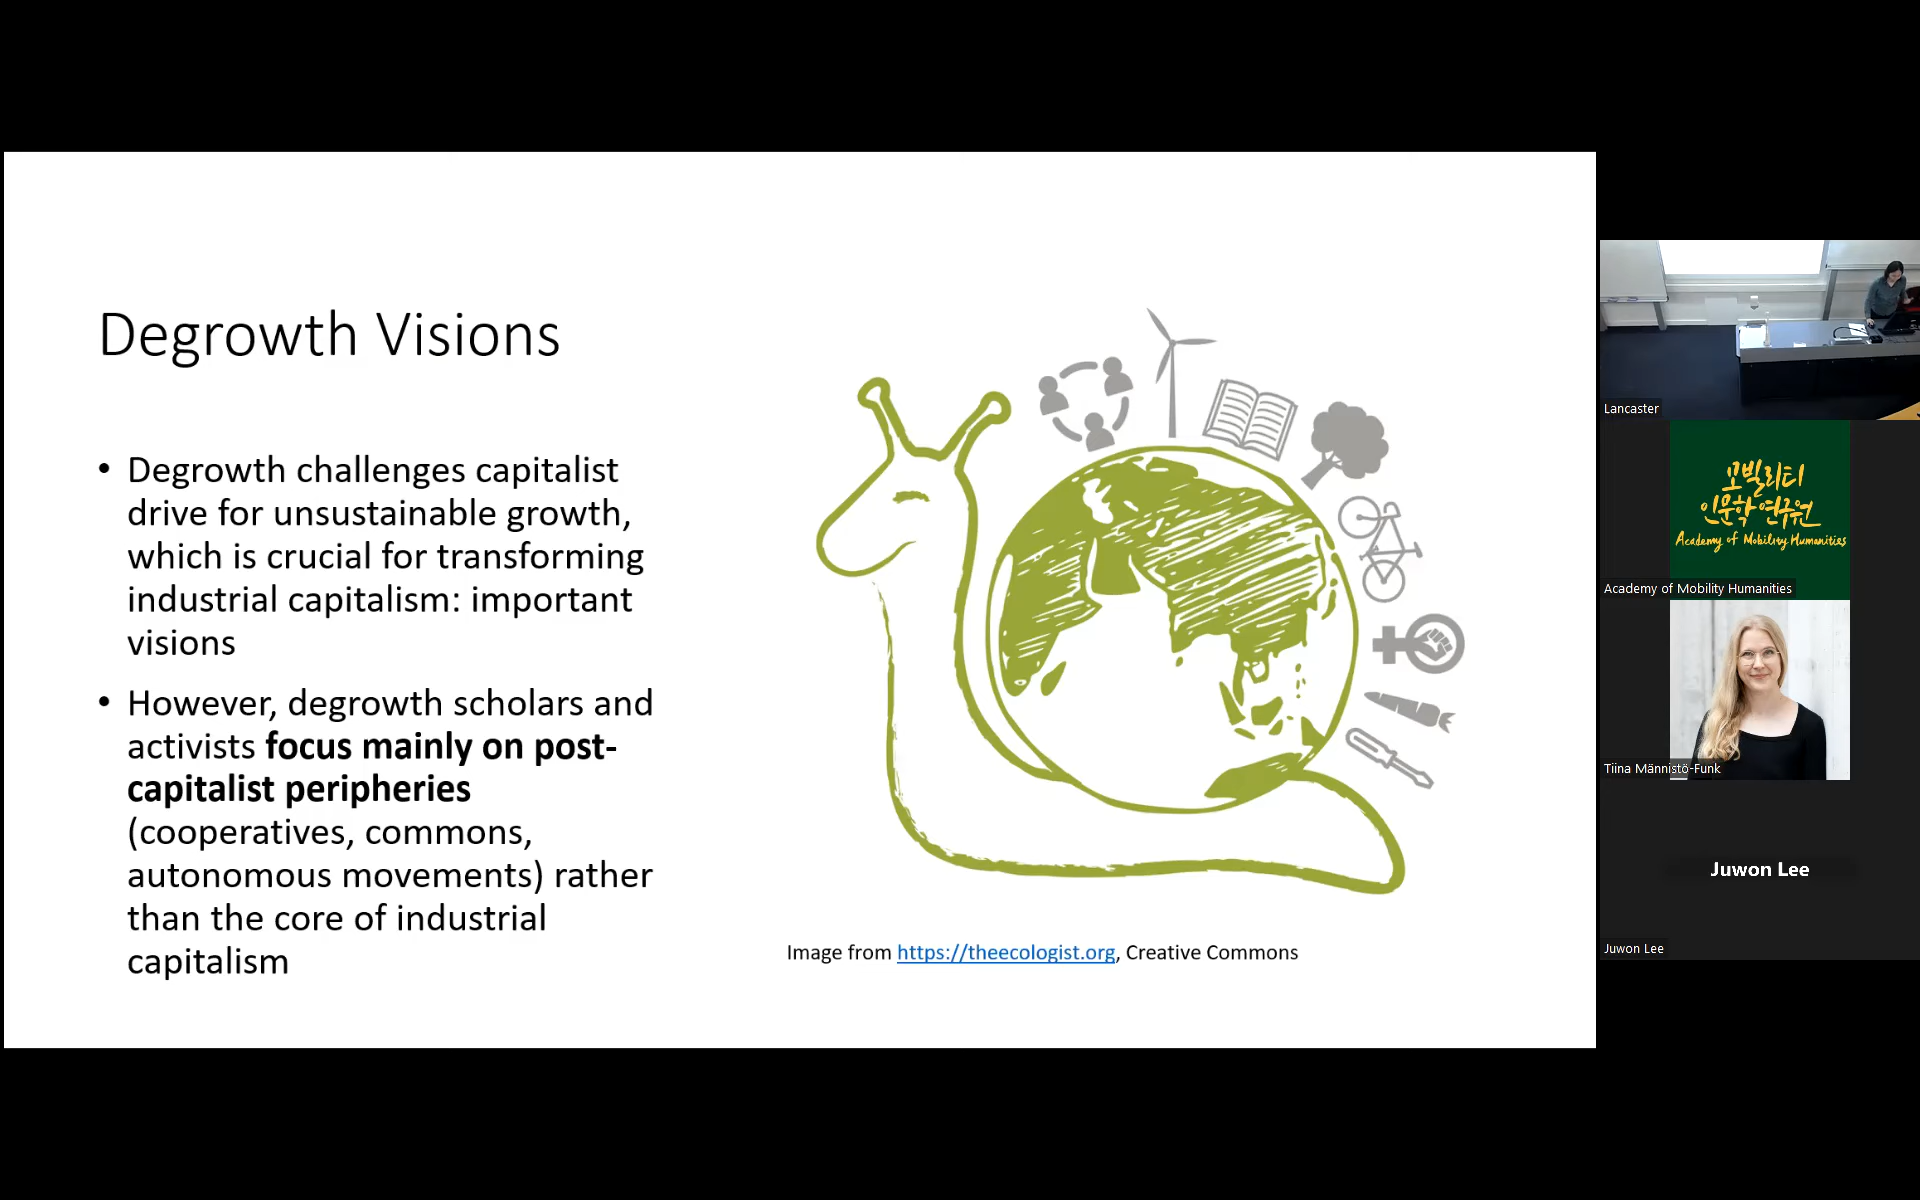 Degrowth Visions
• Degrowth challenges capitalist
drive for unsustainable growth,
which is crucial for transforming
industrial capitalism: important
visions
• However, degrowth scholars and
activists focus mainly on post-
capitalist peripheries
(cooperatives, commons,
autonomous movements) rather
than the core of industrial
capitalism
Image from https://theecologist.org, Creative Commons
Lancaster
모빌리티
인문학 연구원
Academy of Mobility Humanities
Academy of Mobility Humanities
Tiina Männistö-Funk
Juwon Lee
Juwon Lee